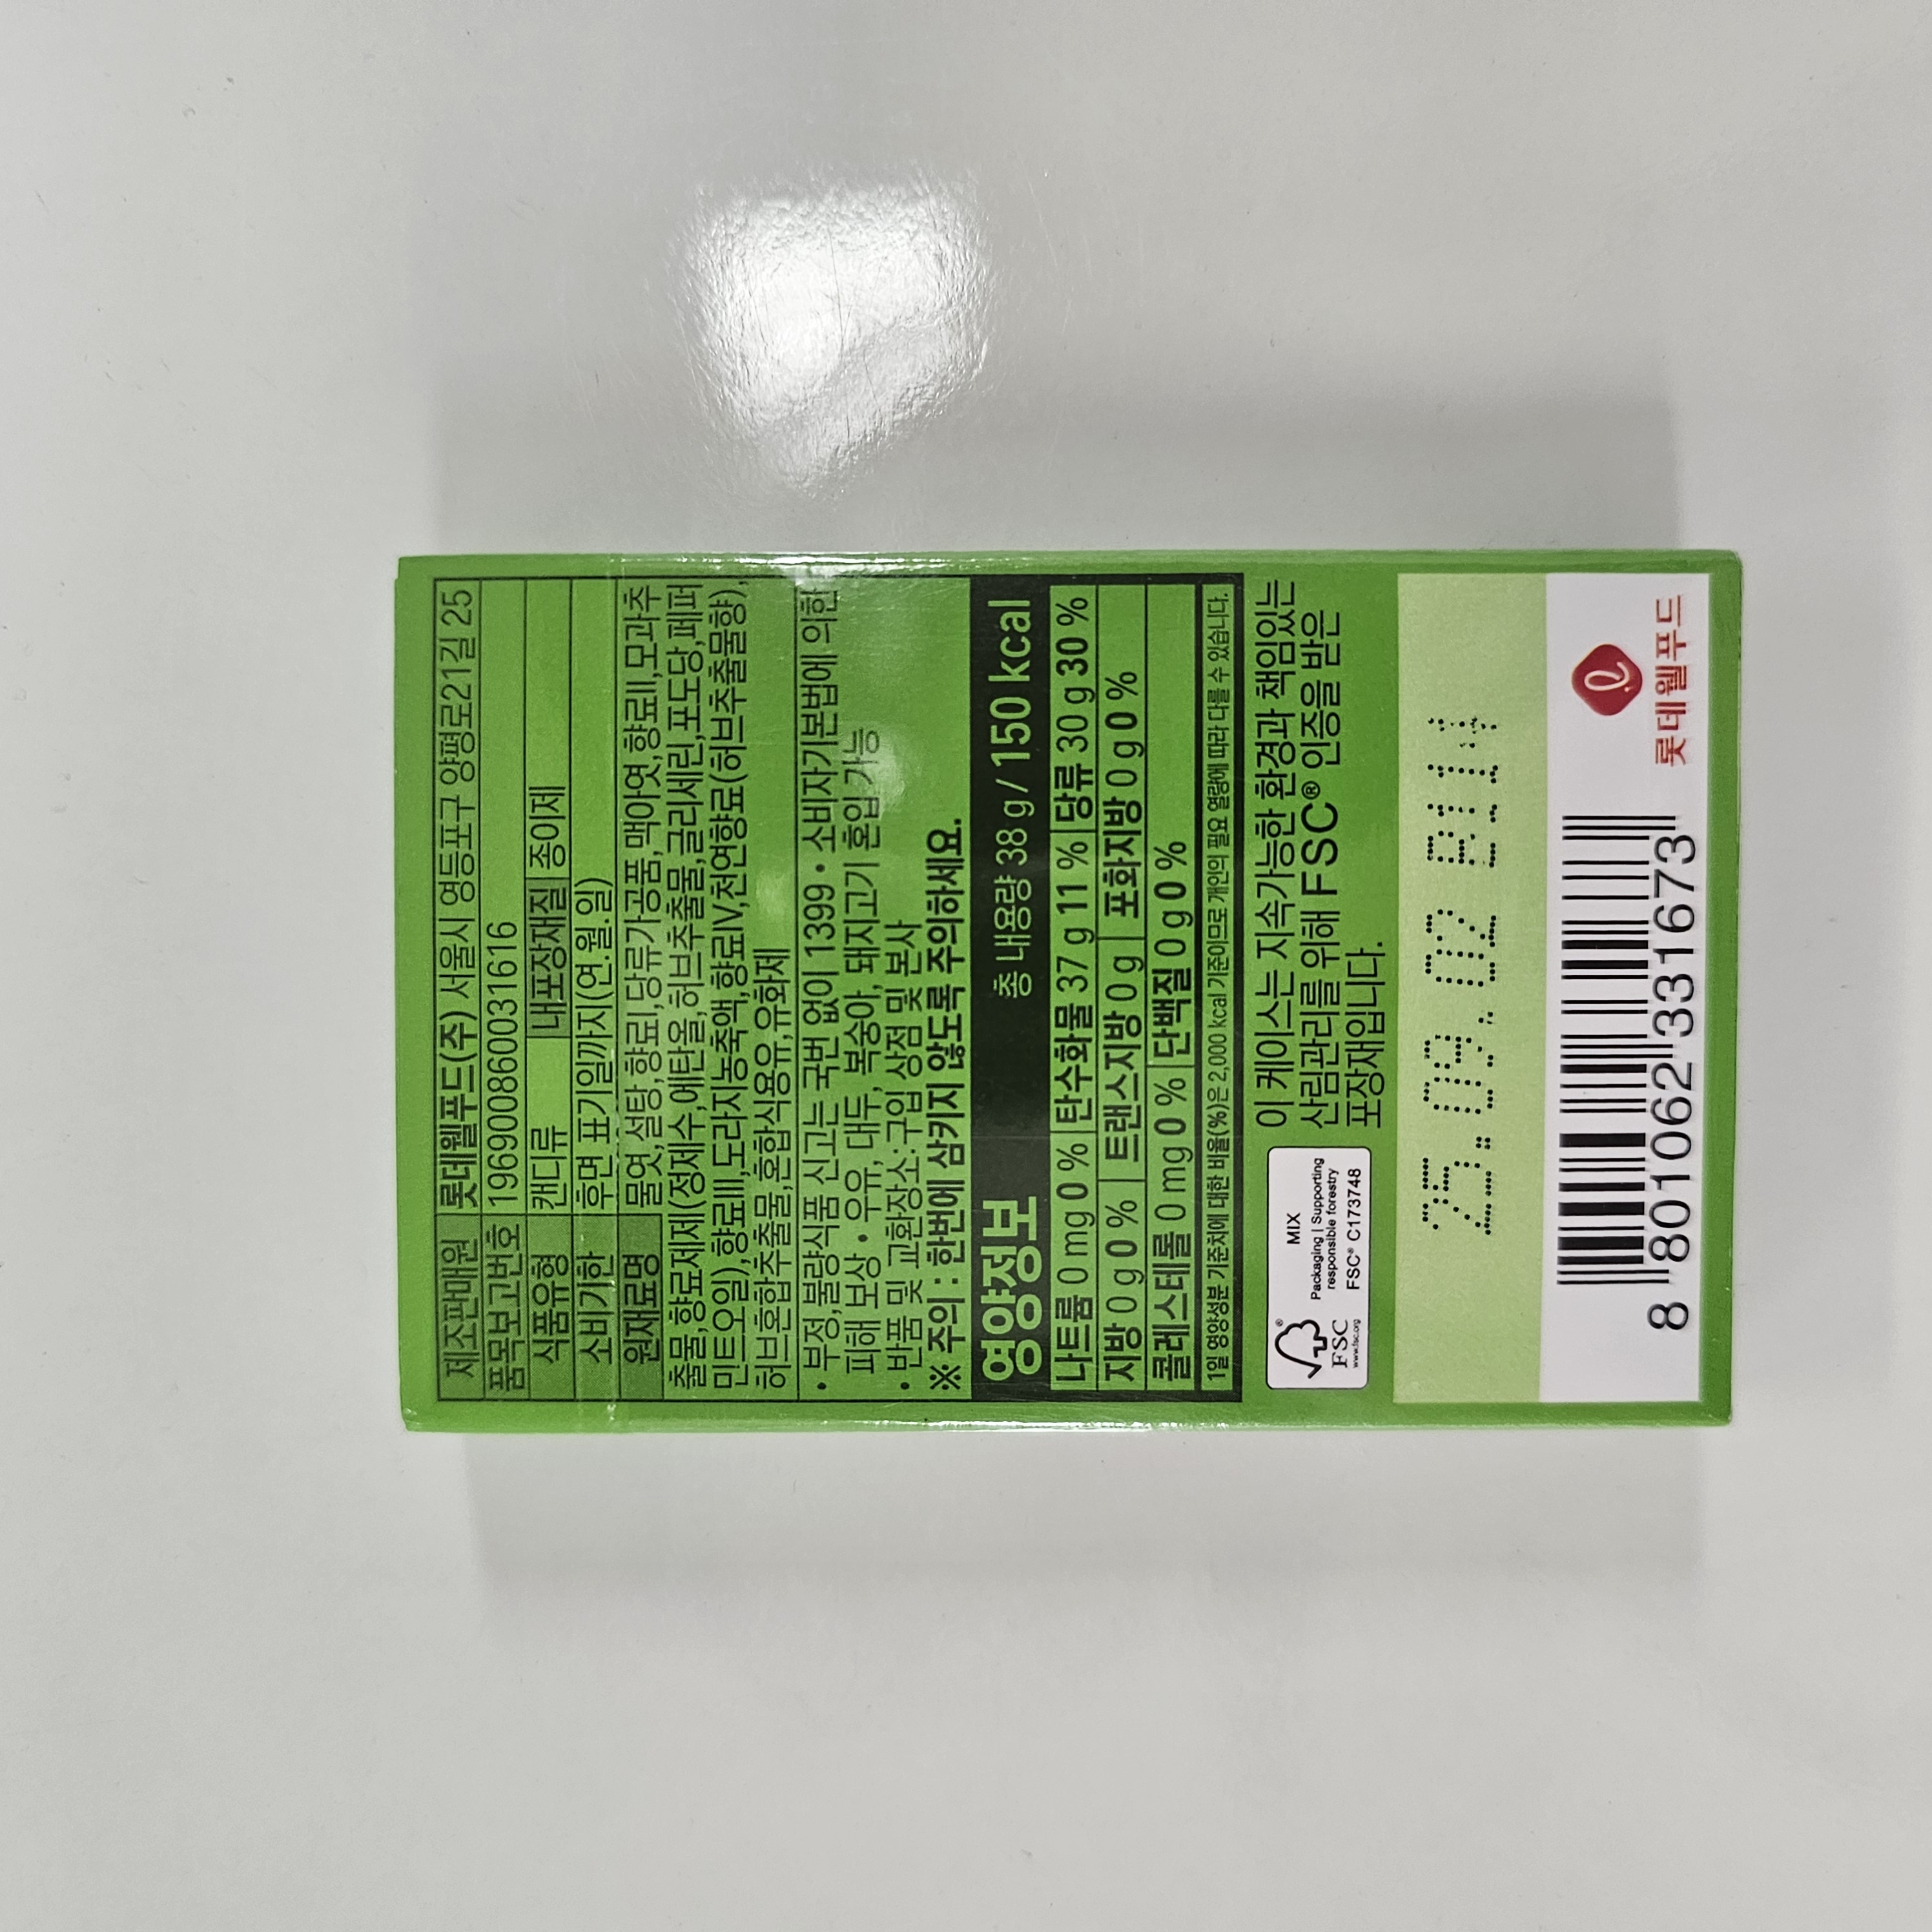 제조판매원 롯데웰푸드(주) 서울시 영등포구 양평로21길 25
품목보고번호 196900860031616
식품유형 캔디류 내포장재질 종이제
소비기한 후면 표기일까지(연.월.일)
원재료명 물엿,설탕,향료I,당류가공품,맥아엿,향료II,모과추
출물,향료제제(정제수,에탄올,허브추출물,글리세린,포도당,페퍼
민트오일),향료III,도라지농축액,향료IV,천연향료(허브추출물향),
허브혼합추출물,혼합식용유,유화제
• 부정,불량식품 신고는 국번 없이 1399 • 소비자기본법에 의한
피해 보상 • 우유, 대두, 복숭아, 돼지고기 혼입 가능
• 반품 및 교환장소:구입 상점 및 본사
※ 주의 : 한번에 삼키지 않도록 주의하세요.
영양정보 총 내용량 38 g / 150 kcal
나트륨 0 mg 0 % 탄수화물 37 g 11 % 당류 30 g 30 %
지방 0 g 0 % 트랜스지방 0 g 포화지방 0 g 0 %
콜레스테롤 0 mg 0 % 단백질 0 g 0 %
1일 영양성분 기준치에 대한 비율(%)은 2,000 kcal 기준이므로 개인의 필요 열량에 따라 다를 수 있습니다.
FSC
www.fsc.org
MIX
Packaging | Supporting
responsible forestry
FSC® C173748
이 케이스는 지속가능한 환경과 책임있는
산림관리를 위해 FSC® 인증을 받은
포장재입니다.
25.09.02
8 801062 331673
롯데웰푸드